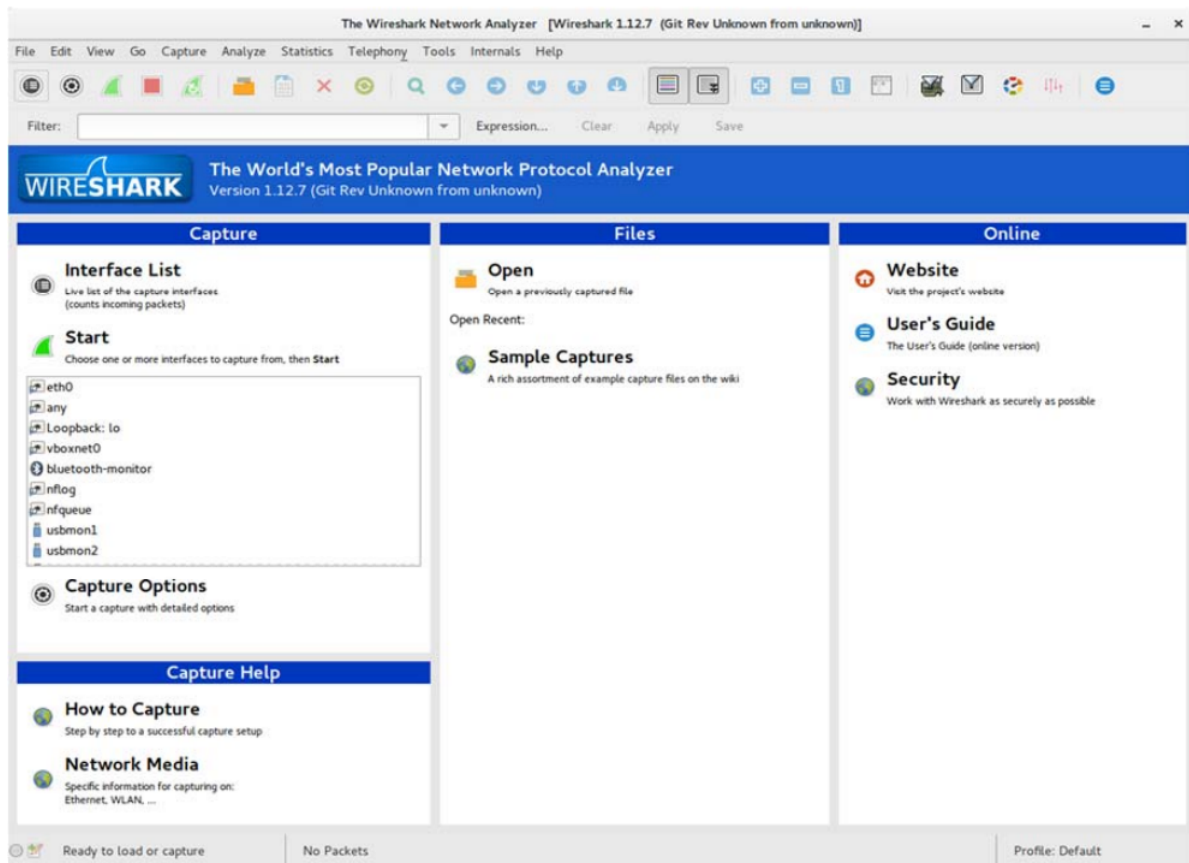 The Wireshark Network Analyzer [Wireshark 1.12.7 (Git Rev Unknown from unknown)]
File Edit View Go Capture Analyze Statistics Telephony Tools Internals Help
Filter:
Expression... Clear Apply Save
WIRESHARK
The World's Most Popular Network Protocol Analyzer
Version 1.12.7 (Git Rev Unknown from unknown)
Capture
Interface List
Live list of the capture interfaces
(counts incoming packets)
Start
Choose one or more interfaces to capture from, then Start
eth0
any
Loopback: lo
vboxnet0
bluetooth-monitor
nflog
nfqueue
usbmon1
usbmon2
Capture Options
Start a capture with detailed options
Capture Help
How to Capture
Step by step to a successful capture setup
Network Media
Specific information for capturing on:
Ethernet, WLAN, ...
Files
Open
Open a previously captured file
Open Recent:
Sample Captures
A rich assortment of example capture files on the wiki
Online
Website
Visit the project's website
User's Guide
The User's Guide (online version)
Security
Work with Wireshark as securely as possible
Ready to load or capture
No Packets
Profile: Default